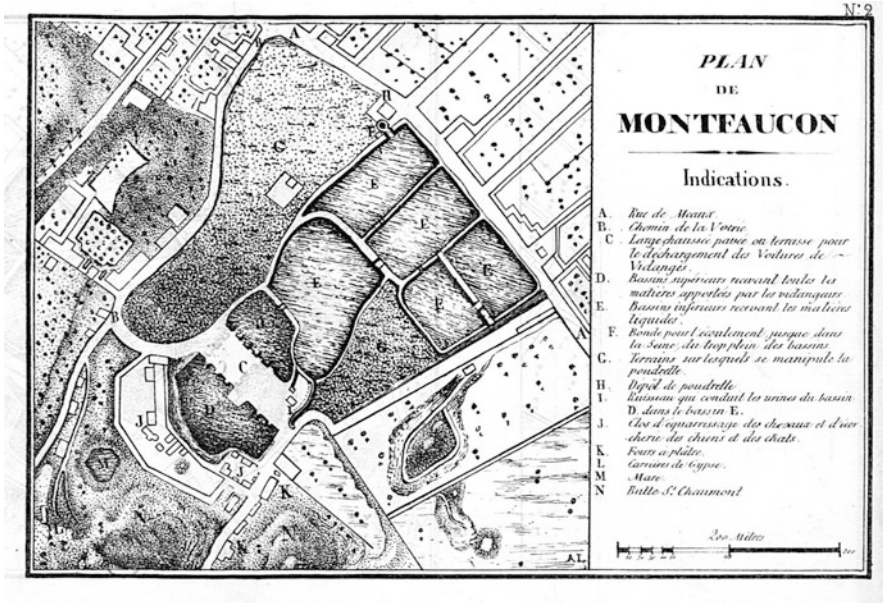 N.º 2
PLAN
DE
MONTFAUCON
Indications.
A. Rue de Meaux.
B. Chemin de la Voirie
C. Large chaussée pavée ou terrasse pour
le déchargement des Voitures de
Vidanges.
D. Bassins supérieurs recevant toutes les
matières apportées par les vidangeurs
E. Bassins inférieurs recevant les matières
liquides.
F. Bonde pour l'écoulement jusque dans
la Seine, du trop plein des bassins.
G. Terrains sur lesquels se manipule la
poudrette.
H. Dépôt de poudrette
I. Ruisseau qui conduit les urines du bassin
D. dans le bassin E.
J. Clos d'équarrissage des chevaux et d'écor
cherie des chiens et des chats.
K. Fours à plâtre.
L. Carrières de Gypse.
M Mare
N Butte St. Chaumont
200 Mètres
200
B
A
H
F
G
E
E
E
E
E
A
B
D
C
D
I
J
M
K
L
N
N
K
A.L.